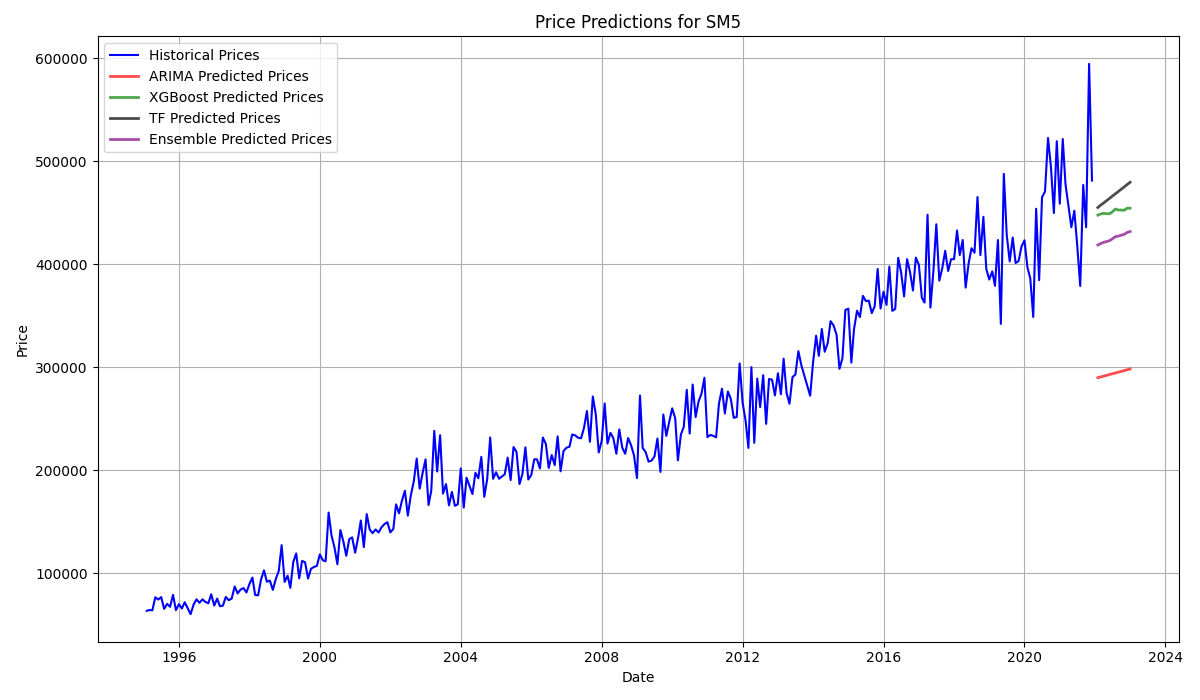 Price Predictions for SM5
Historical Prices
ARIMA Predicted Prices
XGBoost Predicted Prices
TF Predicted Prices
Ensemble Predicted Prices
600000
500000
400000
300000
200000
100000
Price
1996 2000 2004 2008 2012 2016 2020 2024
Date